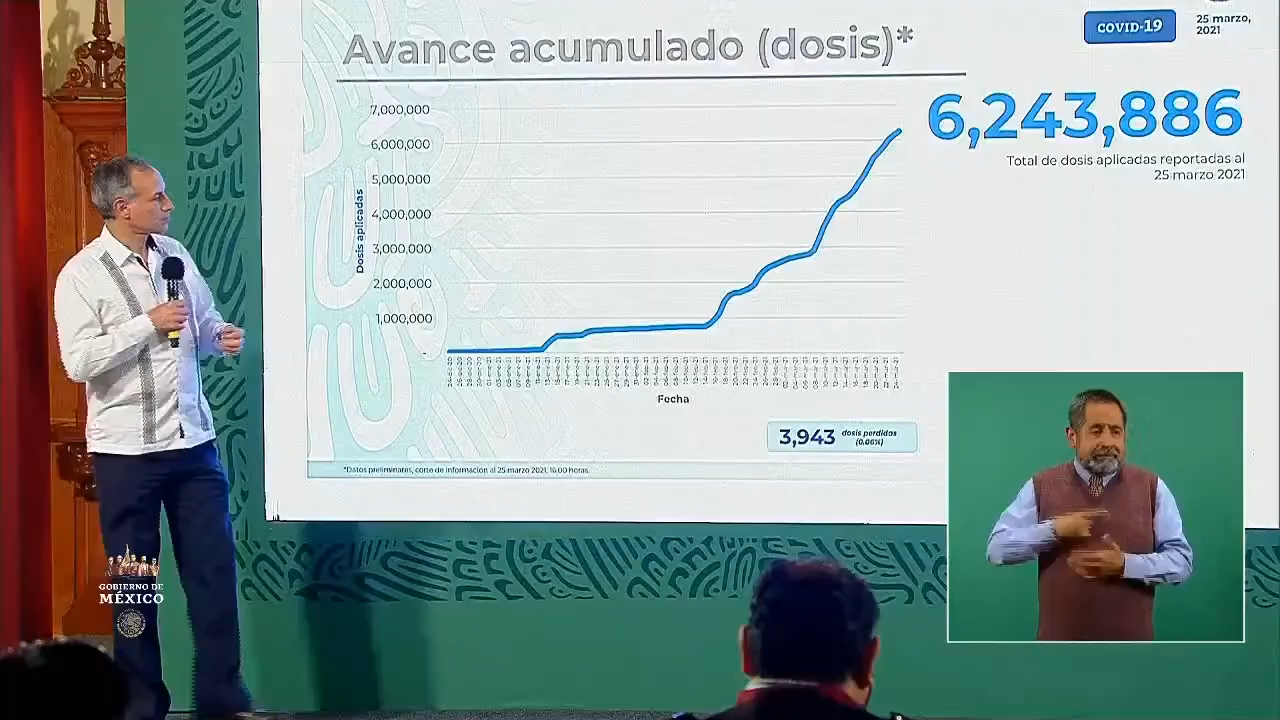 Avance acumulado (dosis)*
COVID-19
25 marzo,
2021
6,243,886
Total de dosis aplicadas reportadas al
25 marzo 2021
7,000,000
6,000,000
5,000,000
4,000,000
3,000,000
2,000,000
1,000,000
Dosis aplicadas
Fecha
3,943
dosis perdidas
(0.06%)
*Datos preliminares, corte de información al 25 marzo 2021, 16:00 horas.
GOBIERNO DE
MÉXICO